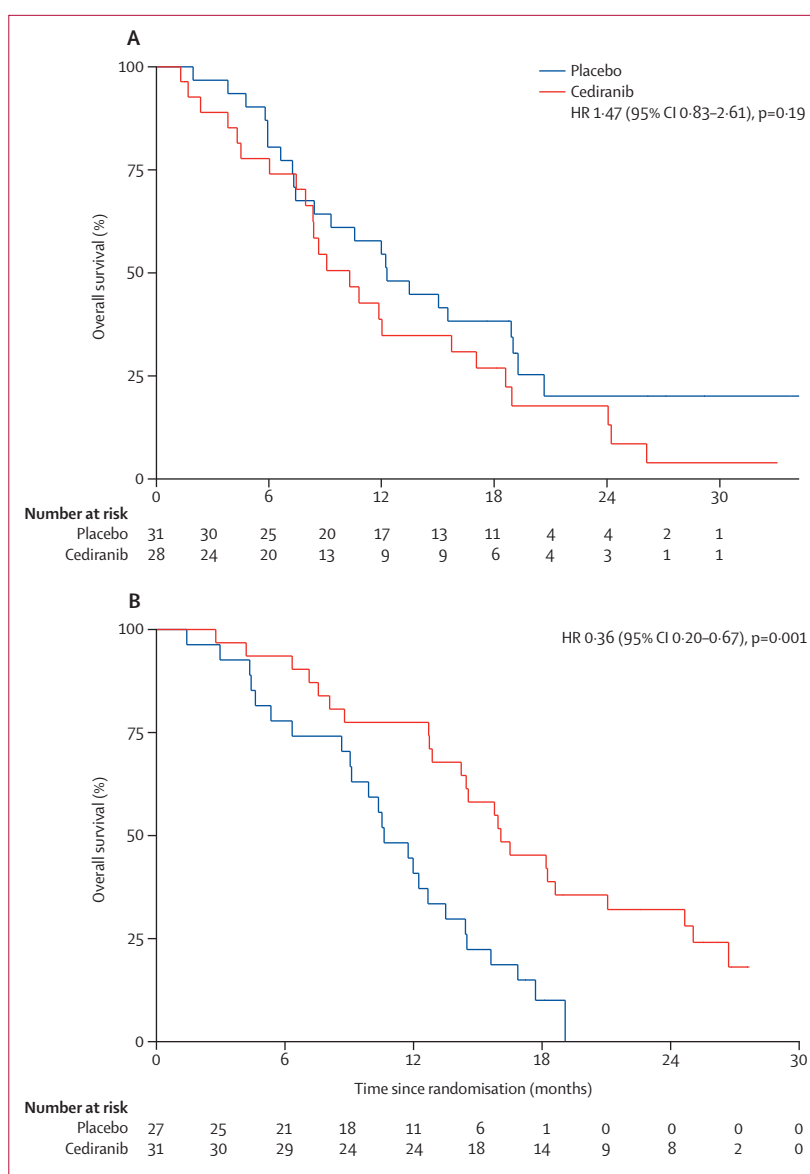 A
100
75
50
25
0
Overall survival (%)
Placebo
Cediranib
HR 1·47 (95% CI 0·83–2·61), p=0·19
0 6 12 18 24 30
Number at risk
Placebo 31 30 25 20 17 13 11 4 4 2 1
Cediranib 28 24 20 13 9 9 6 4 3 1 1
B
100
75
50
25
0
Overall survival (%)
HR 0·36 (95% CI 0·20–0·67), p=0·001
0 6 12 18 24 30
Time since randomisation (months)
Number at risk
Placebo 27 25 21 18 11 6 1 0 0 0 0
Cediranib 31 30 29 24 24 18 14 9 8 2 0